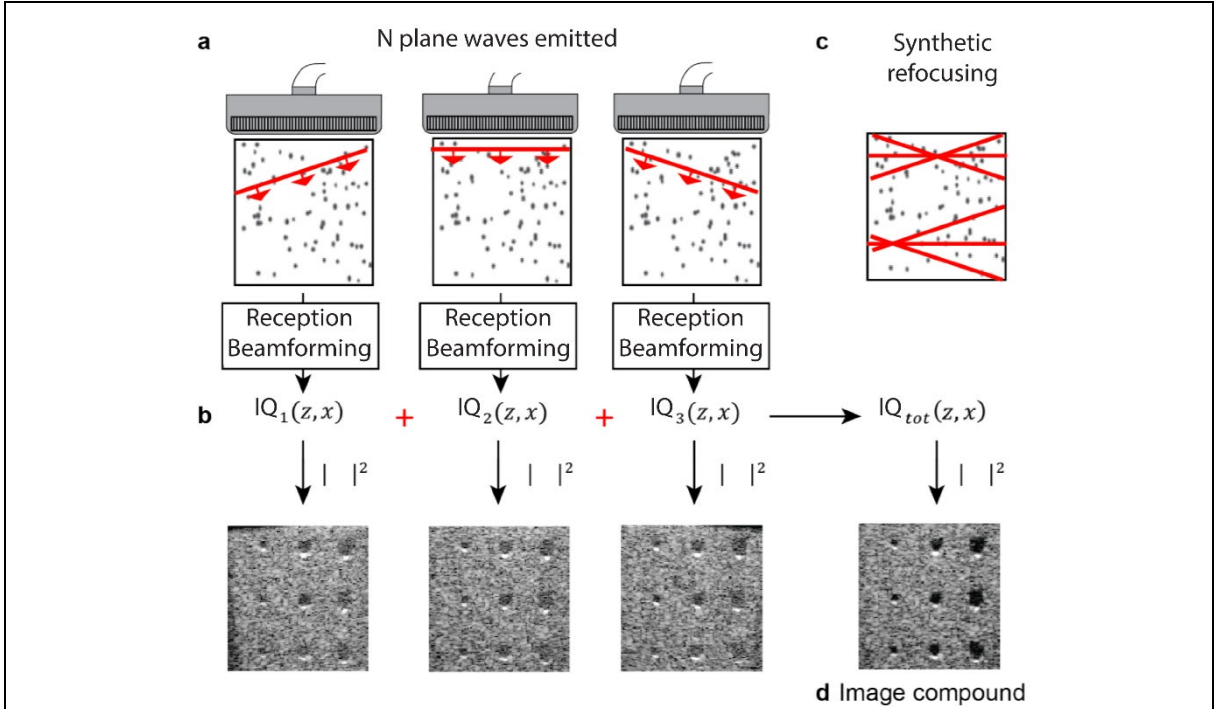 a
N plane waves emitted
c
Synthetic
refocusing
Reception
Beamforming
Reception
Beamforming
Reception
Beamforming
b
IQ₁(z, x) + IQ₂(z, x) + IQ₃(z, x) IQₜₒₜ(z, x)
| |² | |² | |² | |²
d Image compound